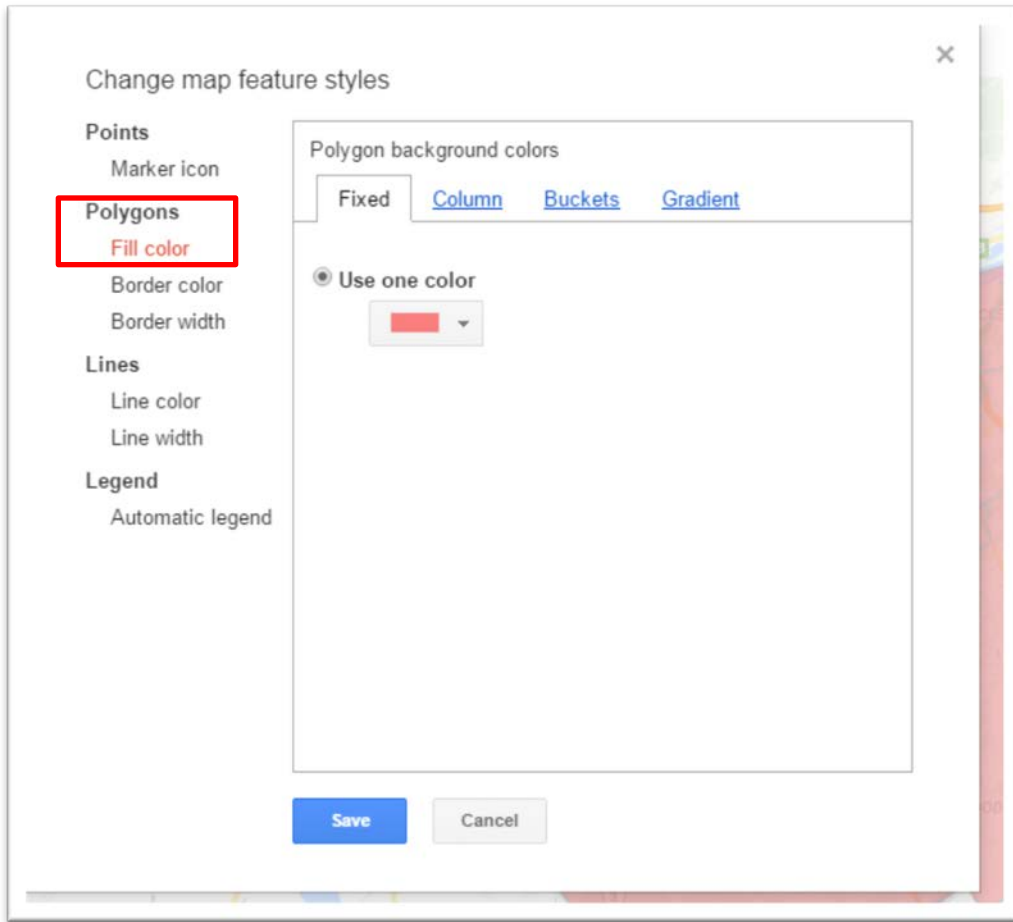 Change map feature styles
Points
Marker icon
Polygons
Fill color
Border color
Border width
Lines
Line color
Line width
Legend
Automatic legend
Polygon background colors
Fixed Column Buckets Gradient
Use one color
Save Cancel